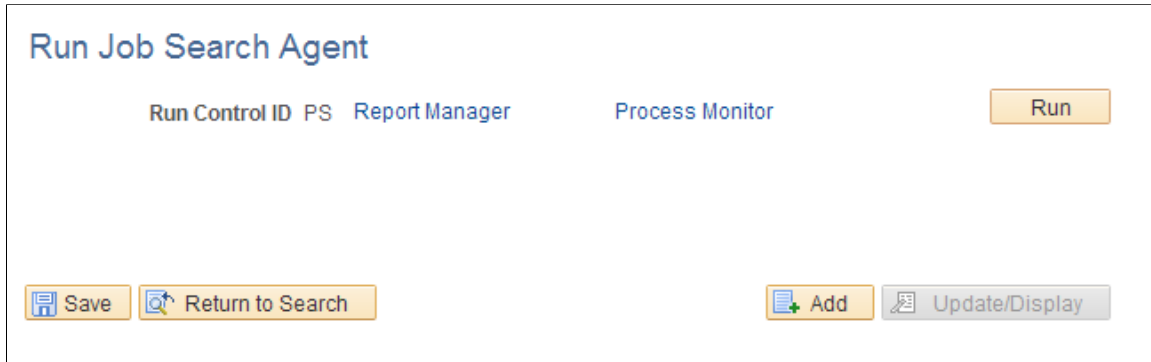 Run Job Search Agent
Run Control ID PS Report Manager Process Monitor Run
Save Return to Search Add Update/Display